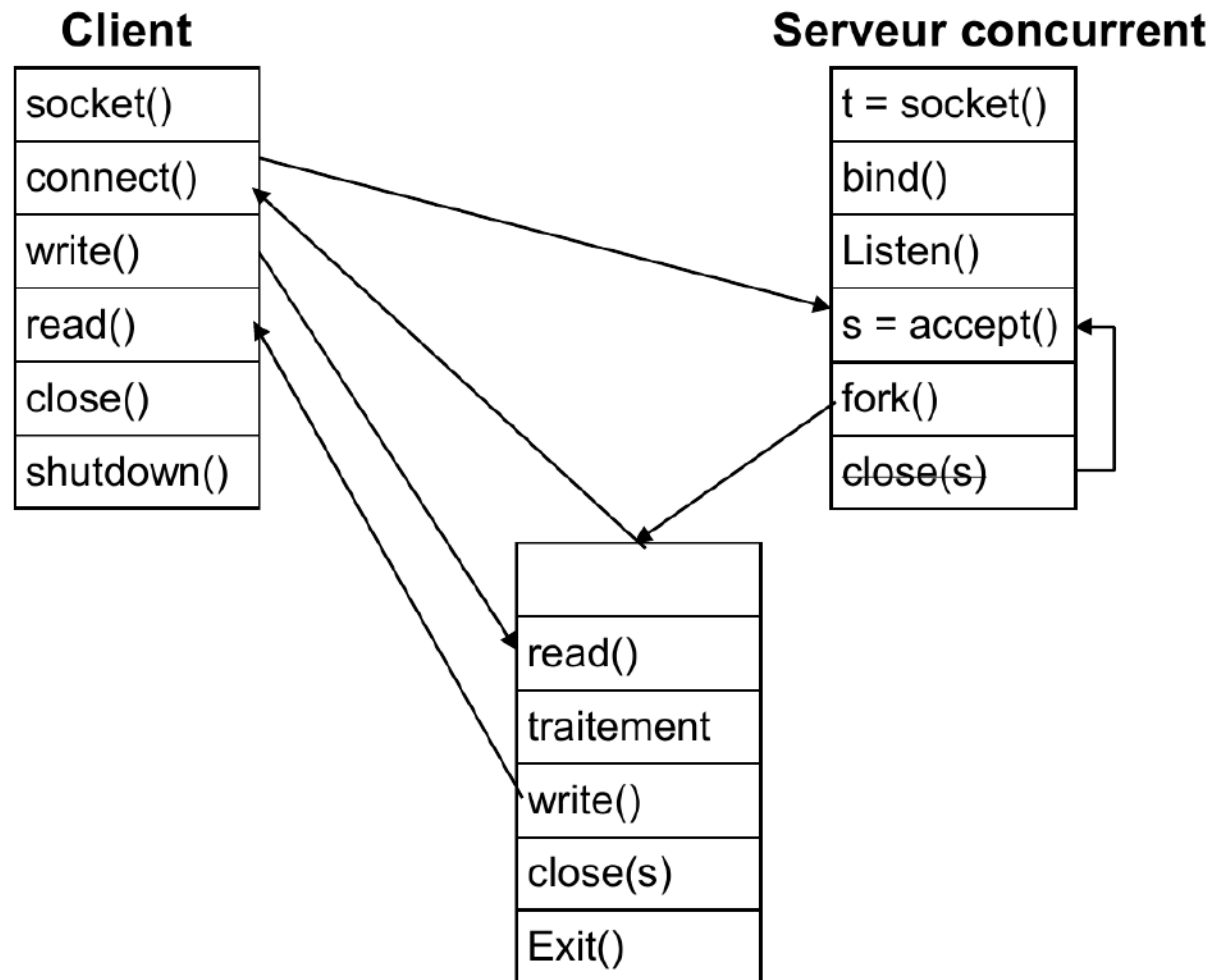 Client
socket()
connect()
write()
read()
close()
shutdown()
Serveur concurrent
t = socket()
bind()
Listen()
s = accept()
fork()
close(s)
read()
traitement
write()
close(s)
Exit()